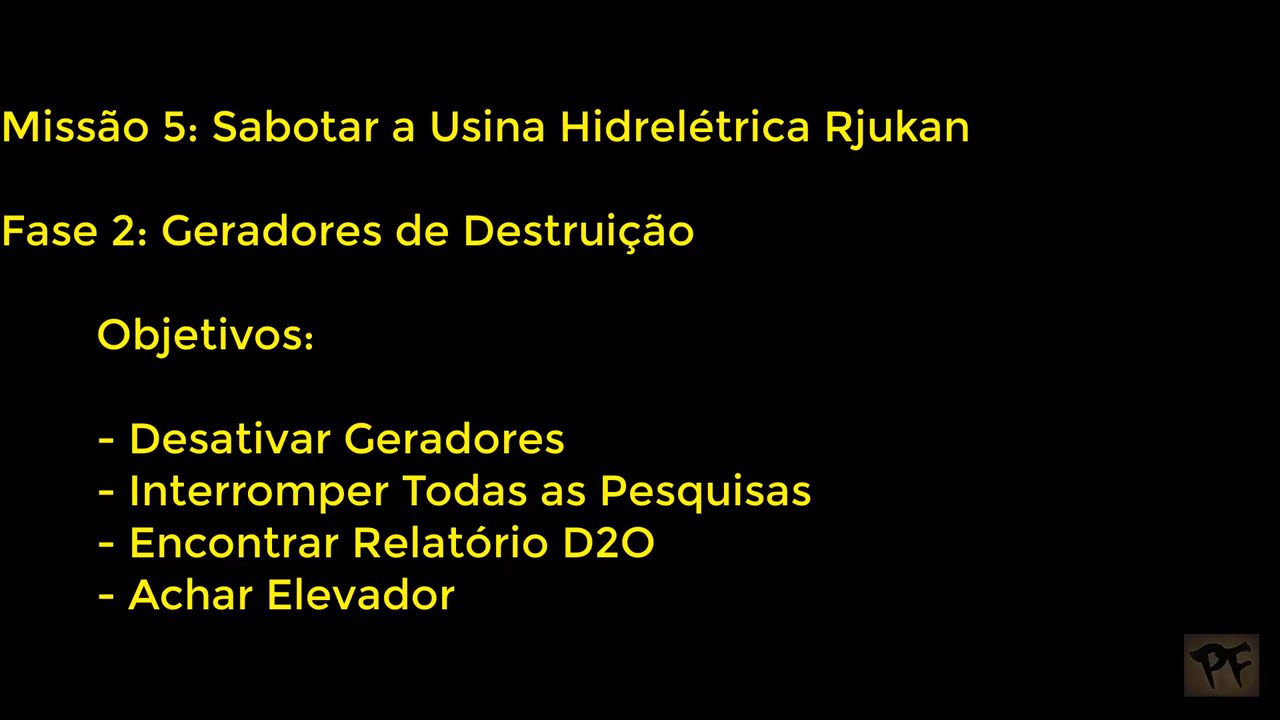 Missão 5: Sabotar a Usina Hidrelétrica Rjukan
Fase 2: Geradores de Destruição
Objetivos:
- Desativar Geradores
- Interromper Todas as Pesquisas
- Encontrar Relatório D2O
- Achar Elevador
PF